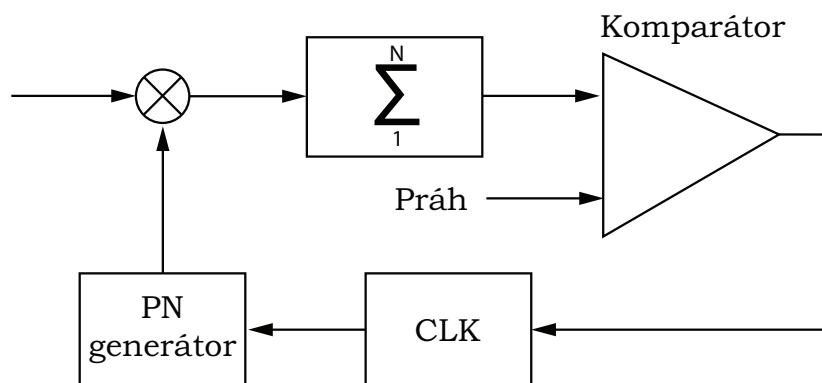 Komparátor
N
∑
1
Práh
PN
generátor
CLK